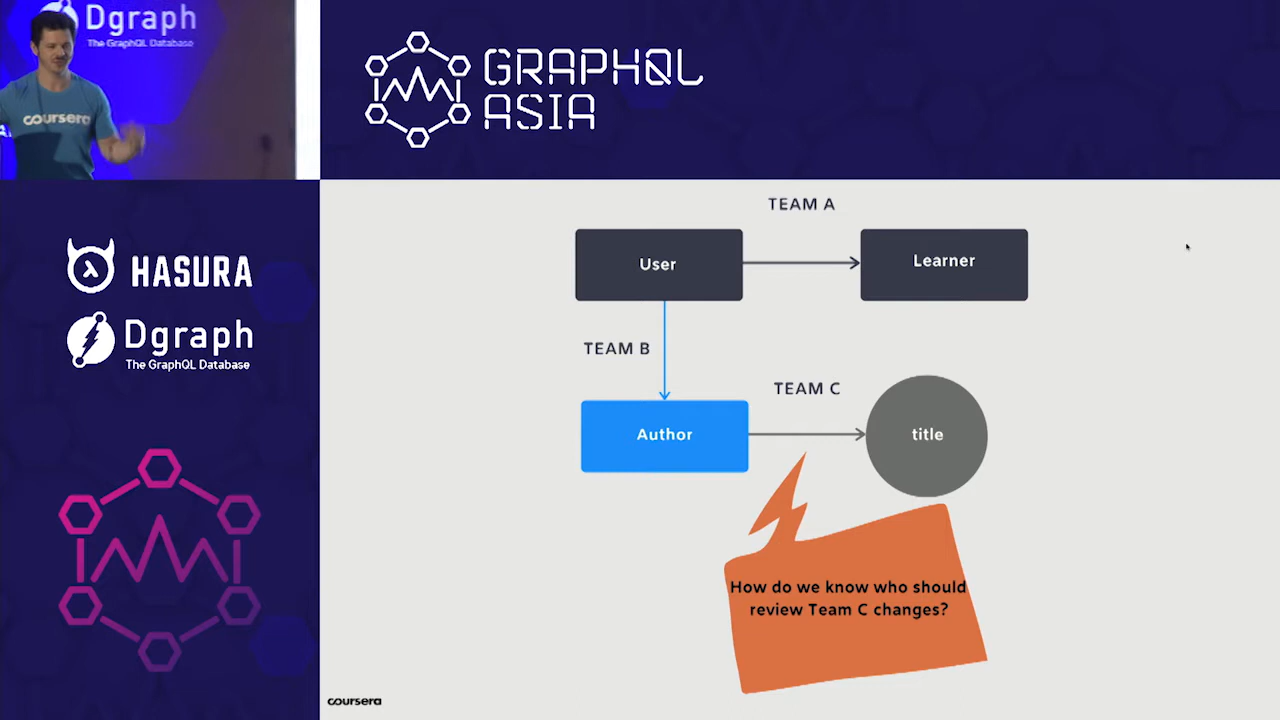 Dgraph
The GraphQL Database
coursera
GRAPHQL
ASIA
HASURA
Dgraph
The GraphQL Database
TEAM A
User
Learner
TEAM B
TEAM C
Author
title
How do we know who should
review Team C changes?
coursera